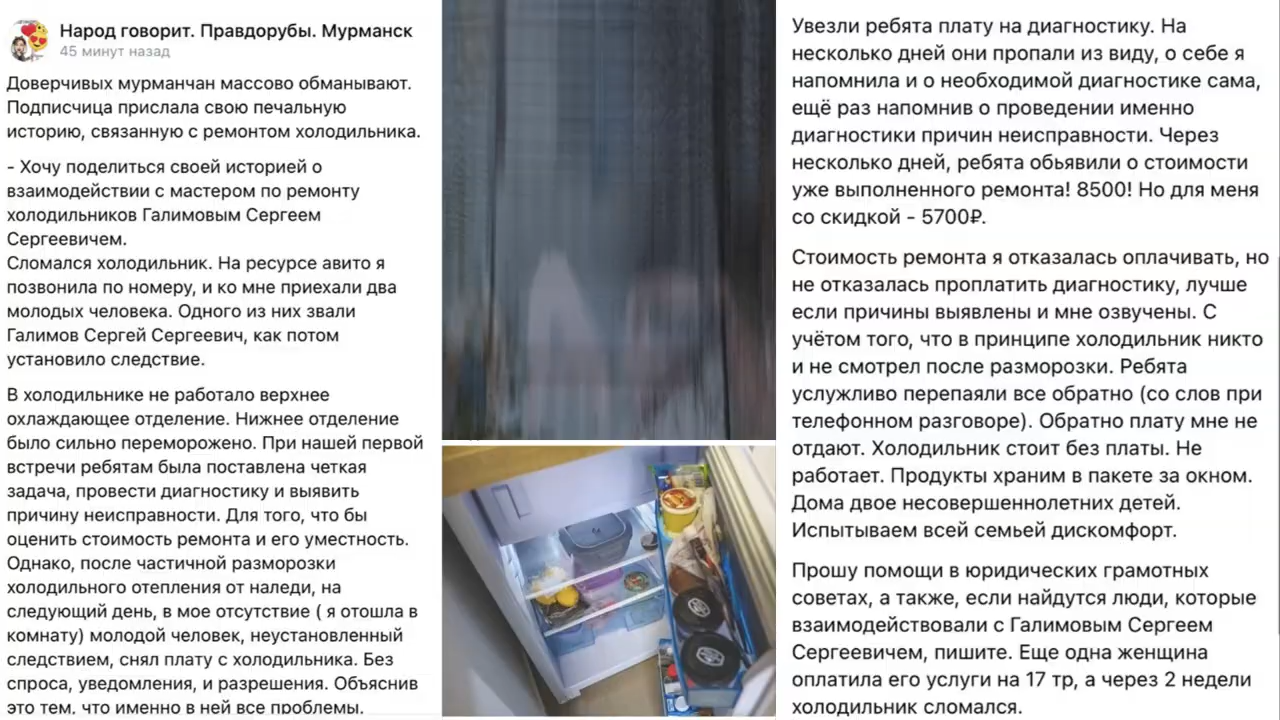 Народ говорит. Правдорубы. Мурманск
45 минут назад
Доверчивых мурманчан массово обманывают.
Подписчица прислала свою печальную
историю, связанную с ремонтом холодильника.
- Хочу поделиться своей историей о
взаимодействии с мастером по ремонту
холодильников Галимовым Сергеем
Сергеевичем.
Сломался холодильник. На ресурсе авито я
позвонила по номеру, и ко мне приехали два
молодых человека. Одного из них звали
Галимов Сергей Сергеевич, как потом
установило следствие.
В холодильнике не работало верхнее
охлаждающее отделение. Нижнее отделение
было сильно переморожено. При нашей первой
встречи ребятам была поставлена четкая
задача, провести диагностику и выявить
причину неисправности. Для того, что бы
оценить стоимость ремонта и его уместность.
Однако, после частичной разморозки
холодильного отепления от наледи, на
следующий день, в мое отсутствие ( я отошла в
комнату) молодой человек, неустановленный
следствием, снял плату с холодильника. Без
спроса, уведомления, и разрешения. Объяснив
это тем, что именно в ней все проблемы.
Увезли ребята плату на диагностику. На
несколько дней они пропали из виду, о себе я
напомнила и о необходимой диагностике сама,
ещё раз напомнив о проведении именно
диагностики причин неисправности. Через
несколько дней, ребята обьявили о стоимости
уже выполненного ремонта! 8500! Но для меня
со скидкой - 5700₽.
Стоимость ремонта я отказалась оплачивать, но
не отказалась проплатить диагностику, лучше
если причины выявлены и мне озвучены. С
учётом того, что в принципе холодильник никто
и не смотрел после разморозки. Ребята
услужливо перепаяли все обратно (со слов при
телефонном разговоре). Обратно плату мне не
отдают. Холодильник стоит без платы. Не
работает. Продукты храним в пакете за окном.
Дома двое несовершеннолетних детей.
Испытываем всей семьей дискомфорт.
Прошу помощи в юридических грамотных
советах, а также, если найдутся люди, которые
взаимодействовали с Галимовым Сергеем
Сергеевичем, пишите. Еще одна женщина
оплатила его услуги на 17 тр, а через 2 недели
холодильник сломался.